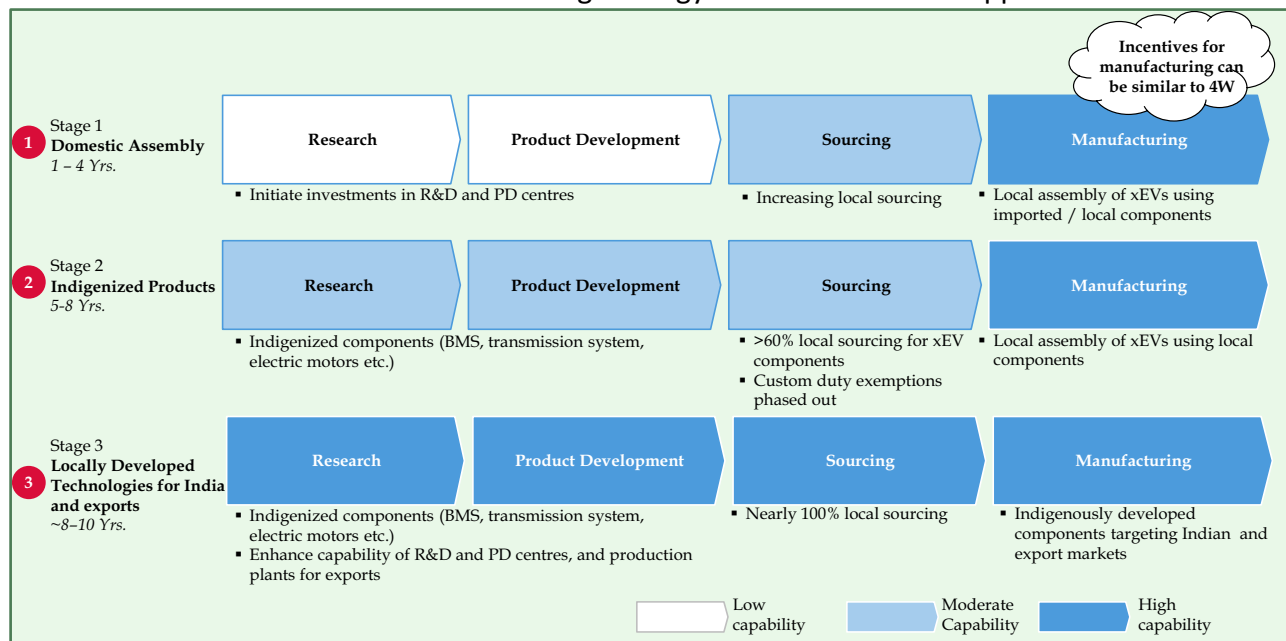 Incentives for
manufacturing can
be similar to 4W
1
Stage 1
Domestic Assembly
1 – 4 Yrs.
Research
Product Development
Sourcing
Manufacturing
▪ Initiate investments in R&D and PD centres
▪ Increasing local sourcing
▪ Local assembly of xEVs using
imported / local components
2
Stage 2
Indigenized Products
5-8 Yrs.
Research
Product Development
Sourcing
Manufacturing
▪ Indigenized components (BMS, transmission system,
electric motors etc.)
▪ >60% local sourcing for xEV
components
▪ Custom duty exemptions
phased out
▪ Local assembly of xEVs using local
components
3
Stage 3
Locally Developed
Technologies for India
and exports
~8–10 Yrs.
Research
Product Development
Sourcing
Manufacturing
▪ Indigenized components (BMS, transmission system,
electric motors etc.)
▪ Enhance capability of R&D and PD centres, and production
plants for exports
▪ Nearly 100% local sourcing
▪ Indigenously developed
components targeting Indian and
export markets
Low
capability
Moderate
Capability
High
capability